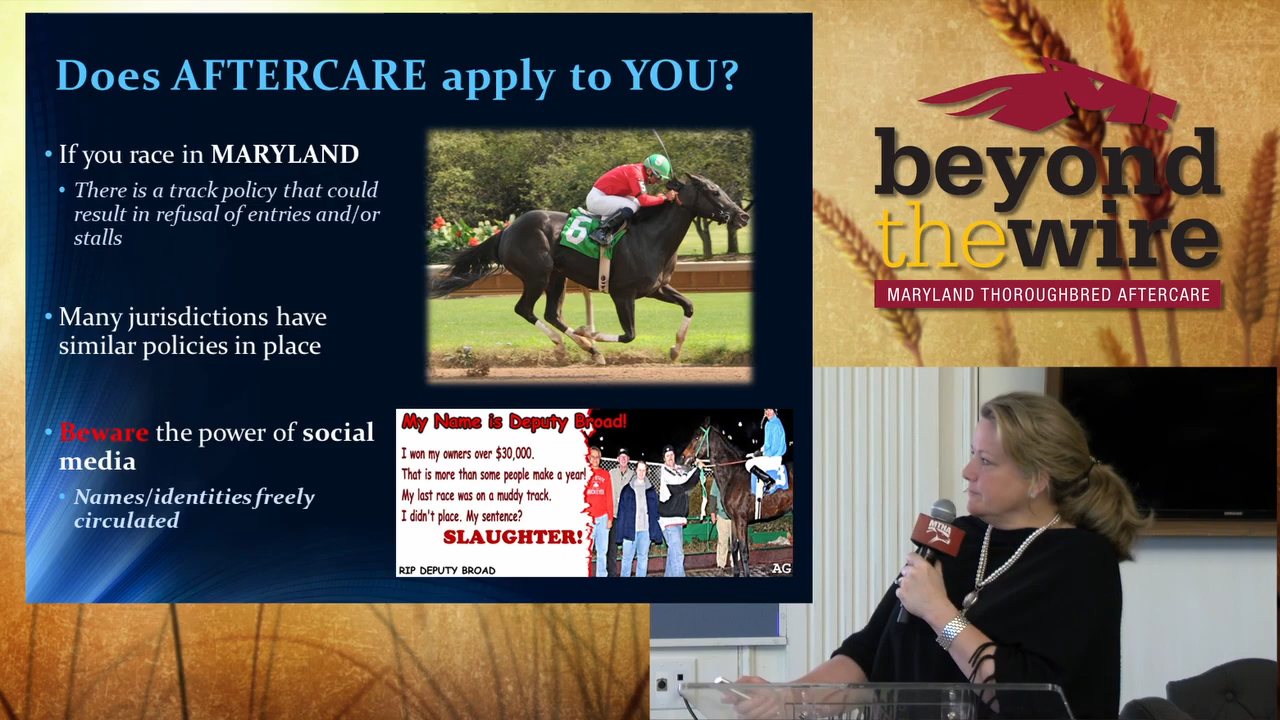 Does AFTERCARE apply to YOU?
• If you race in MARYLAND
• There is a track policy that could
result in refusal of entries and/or
stalls
• Many jurisdictions have
similar policies in place
• Beware the power of social
media
• Names/identities freely
circulated
6
My Name is Deputy Broad!
I won my owners over $30,000.
That is more than some people make a year!
My last race was on a muddy track.
I didn't place. My sentence?
SLAUGHTER!
RIP DEPUTY BROAD
3
AG
beyond
thewire
MARYLAND THOROUGHBRED AFTERCARE
MTHA